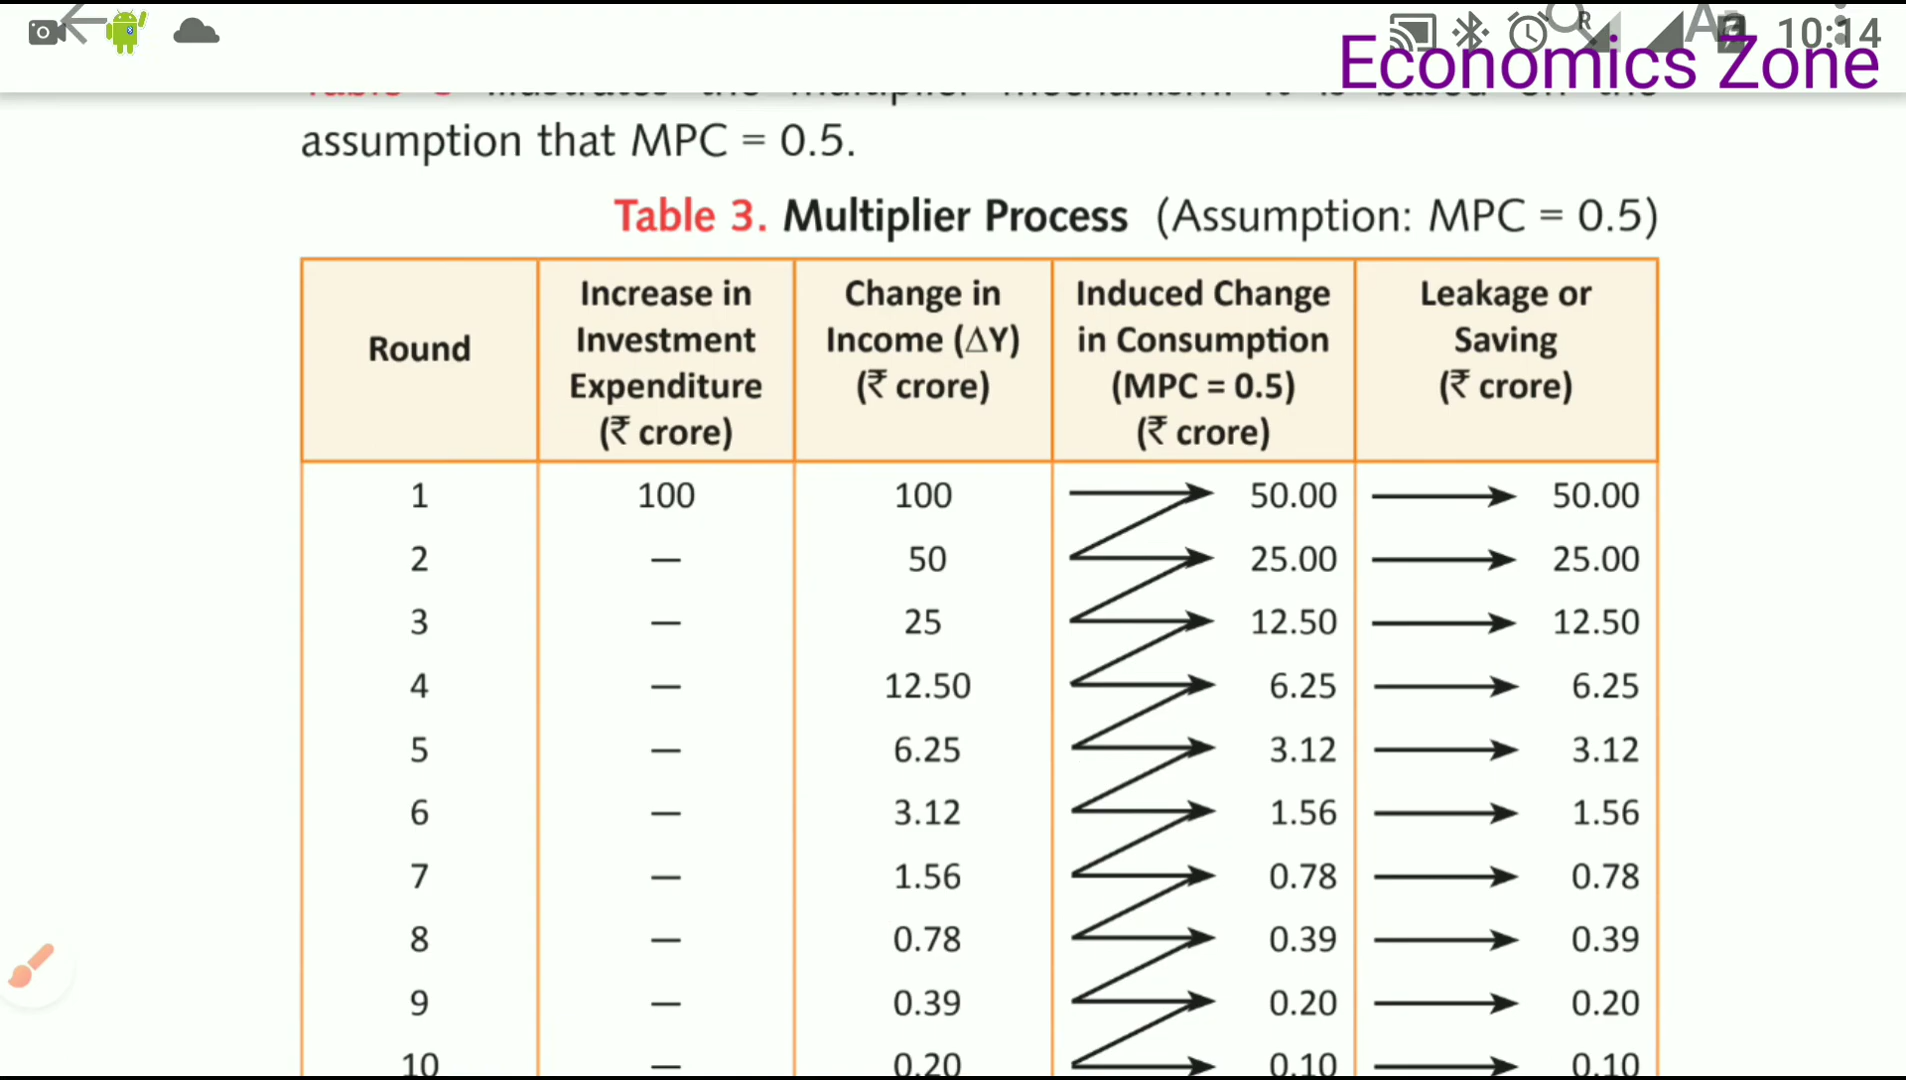 10:14
Economics Zone
assumption that MPC = 0.5.
Table 3. Multiplier Process (Assumption: MPC = 0.5)
Round
Increase in
Investment
Expenditure
(₹ crore)
Change in
Income (ΔY)
(₹ crore)
Induced Change
in Consumption
(MPC = 0.5)
(₹ crore)
Leakage or
Saving
(₹ crore)
1 100 100 50.00 50.00
2 — 50 25.00 25.00
3 — 25 12.50 12.50
4 — 12.50 6.25 6.25
5 — 6.25 3.12 3.12
6 — 3.12 1.56 1.56
7 — 1.56 0.78 0.78
8 — 0.78 0.39 0.39
9 — 0.39 0.20 0.20
10 — 0.20 0.10 0.10